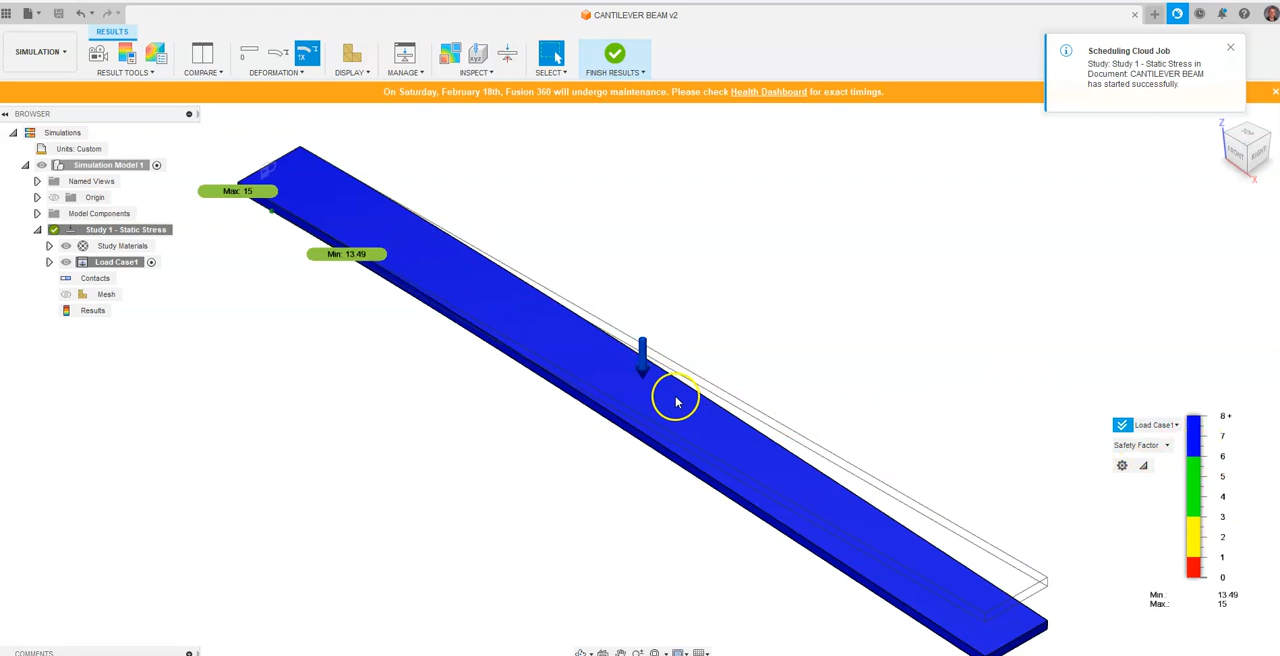 CANTILEVER BEAM v2
RESULTS
SIMULATION
RESULT TOOLS
COMPARE
DEFORMATION
DISPLAY
MANAGE
INSPECT
SELECT
FINISH RESULTS
Scheduling Cloud Job
Study: Study 1 - Static Stress in
Document: CANTILEVER BEAM
has started successfully.
On Saturday, February 18th, Fusion 360 will undergo maintenance. Please check Health Dashboard for exact timings.
BROWSER
Simulations
Units: Custom
Simulation Model 1
Named Views
Origin
Model Components
Study 1 - Static Stress
Study Materials
Load Case1
Contacts
Mesh
Results
Max: 15
Min: 13.49
TOP
FRONT
RIGHT
Z
X
Load Case1
Safety Factor
8 +
7
6
5
4
3
2
1
0
Min.: 13.49
Max.: 15
COMMENTS